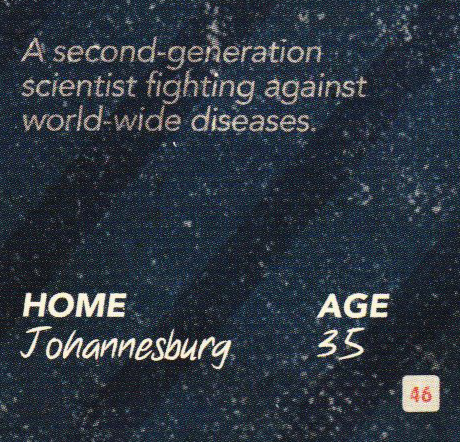 A second-generation
scientist fighting against
world-wide diseases.
HOME AGE
Johannesburg 35
46